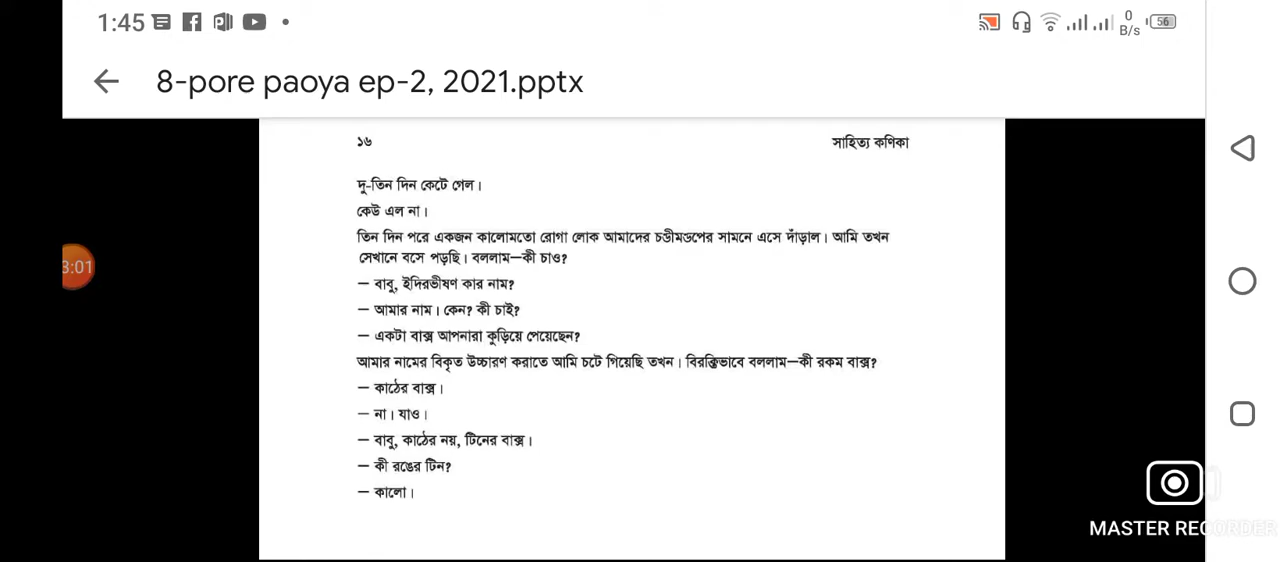 1:45
0
B/s
56
8-pore paoya ep-2, 2021.pptx
১৬ সাহিত্য কণিকা
দু-তিন দিন কেটে গেল।
কেউ এল না।
তিন দিন পরে একজন কালোমতো রোগা লোক আমাদের চণ্ডীমণ্ডপের সামনে এসে দাঁড়াল। আমি তখন
সেখানে বসে পড়ছি। বললাম—কী চাও?
— বাবু, ইদিরভীষণ কার নাম?
— আমার নাম। কেন? কী চাই?
— একটা বাক্স আপনারা কুড়িয়ে পেয়েছেন?
আমার নামের বিকৃত উচ্চারণ করাতে আমি চটে গিয়েছি তখন। বিরক্তিভাবে বললাম—কী রকম বাক্স?
— কাঠের বাক্স।
— না। যাও।
— বাবু, কাঠের নয়, টিনের বাক্স।
— কী রঙের টিন?
— কালো।
3:01
MASTER RECORDER